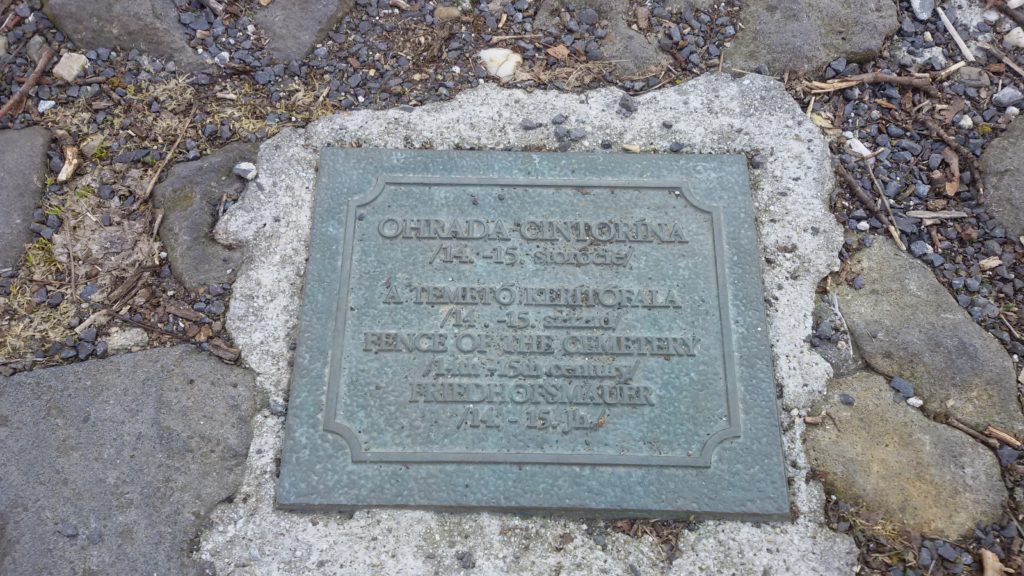 OHRADA CINTORÍNA
/14. -15. storočie/
A TEMETŐ KERÍTŐFALA
/14. -15. század/
FENCE OF THE CEMETERY
/14th -15th century/
FRIEDHOFSMAUER
/14. - 15. Jh./